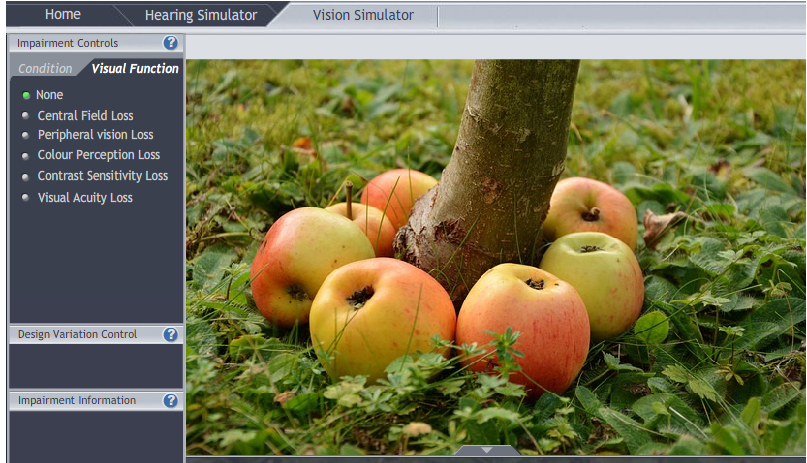 Home Hearing Simulator Vision Simulator
Impairment Controls ?
Condition Visual Function
None
Central Field Loss
Peripheral vision Loss
Colour Perception Loss
Contrast Sensitivity Loss
Visual Acuity Loss
Design Variation Control ?
Impairment Information ?